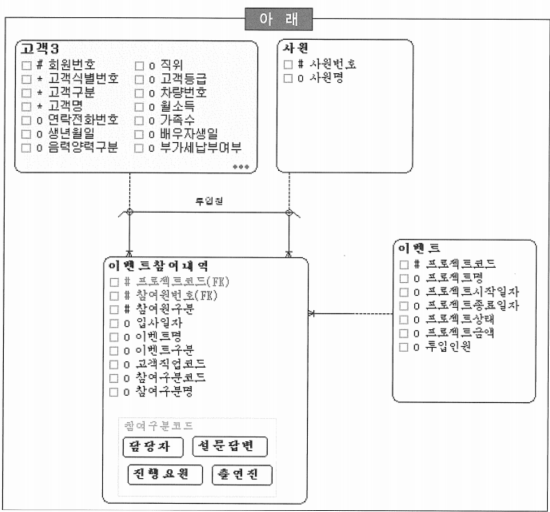 아 래
고객3
# 회원번호
* 고객식별번호
* 고객구분
* 고객명
o 연락전화번호
o 생년월일
o 음력양력구분
o 직위
o 고객등급
o 차량번호
o 월소득
o 가족수
o 배우자생일
o 부가세납부여부
사원
# 사원번호
o 사원명
투입됨
이벤트참여내역
# 프로젝트코드(FK)
# 참여원번호(FK)
# 참여원구분
o 입사일자
o 이벤트명
o 이벤트구분
o 고객직업코드
o 참여구분코드
o 참여구분명
참여구분코드
담당자
설문답변
진행요원
출연진
이벤트
# 프로젝트코드
o 프로젝트명
o 프로젝트시작일자
o 프로젝트종료일자
o 프로젝트상태
o 프로젝트금액
o 투입인원